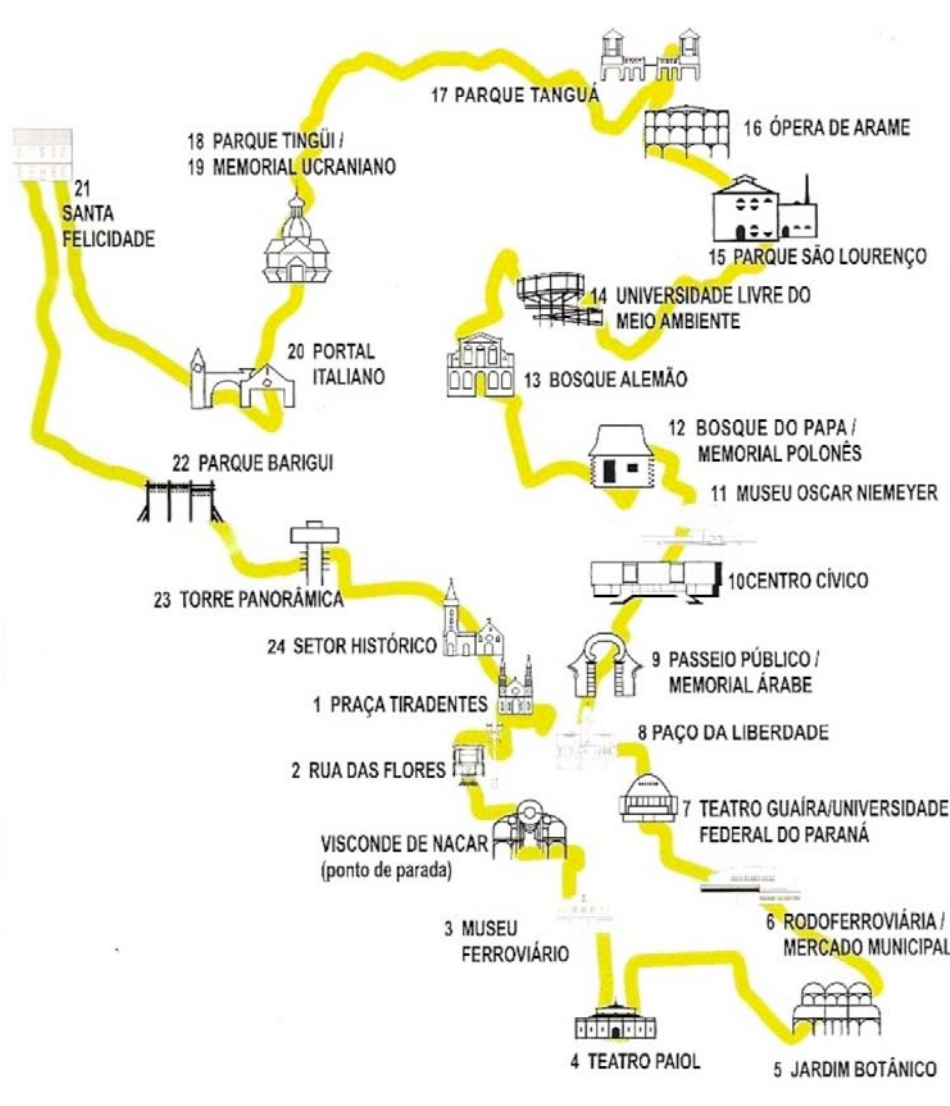 17 PARQUE TANGUÁ
16 ÓPERA DE ARAME
18 PARQUE TINGÜI /
19 MEMORIAL UCRANIANO
21
SANTA
FELICIDADE
15 PARQUE SÃO LOURENÇO
14 UNIVERSIDADE LIVRE DO
MEIO AMBIENTE
20 PORTAL
ITALIANO
13 BOSQUE ALEMÃO
12 BOSQUE DO PAPA /
MEMORIAL POLONÊS
22 PARQUE BARIGUI
11 MUSEU OSCAR NIEMEYER
10CENTRO CÍVICO
23 TORRE PANORÂMICA
24 SETOR HISTÓRICO
9 PASSEIO PÚBLICO /
MEMORIAL ÁRABE
1 PRAÇA TIRADENTES
8 PAÇO DA LIBERDADE
2 RUA DAS FLORES
7 TEATRO GUAÍRA/UNIVERSIDADE
FEDERAL DO PARANÁ
VISCONDE DE NACAR
(ponto de parada)
3 MUSEU
FERROVIÁRIO
6 RODOFERROVIÁRIA /
MERCADO MUNICIPAL
4 TEATRO PAIOL
5 JARDIM BOTÂNICO